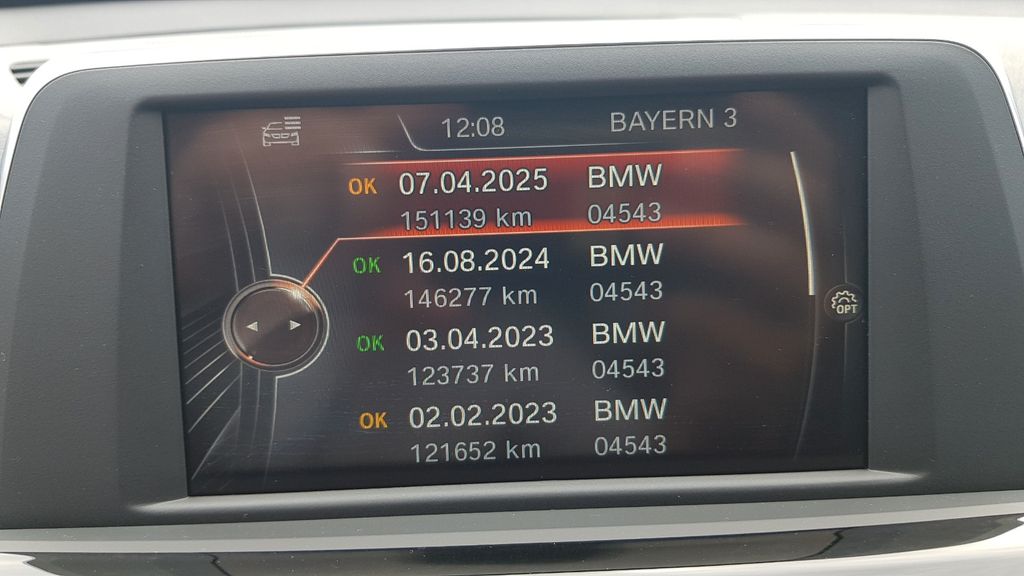 12:08 BAYERN 3
OK 07.04.2025 BMW
151139 km 04543
OK 16.08.2024 BMW
146277 km 04543
OPT
OK 03.04.2023 BMW
123737 km 04543
OK 02.02.2023 BMW
121652 km 04543